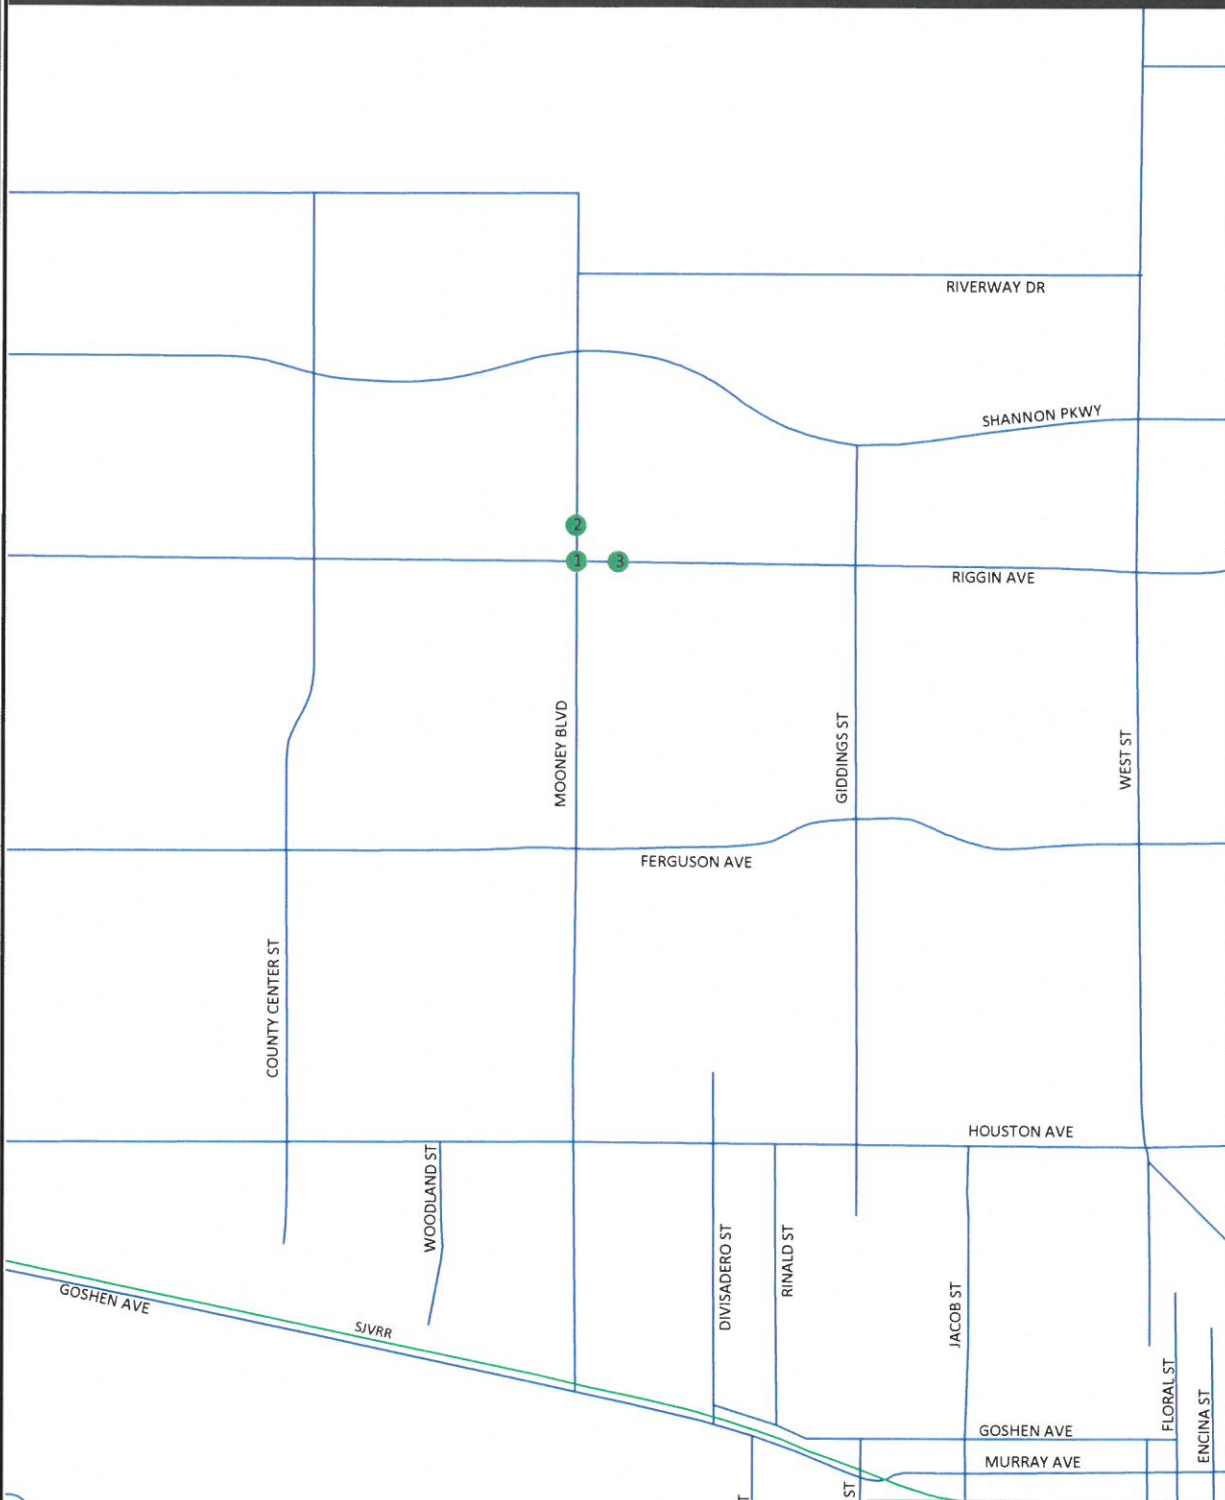 RIVERWAY DR
SHANNON PKWY
2
1
3
RIGGIN AVE
MOONEY BLVD
GIDDINGS ST
WEST ST
FERGUSON AVE
COUNTY CENTER ST
HOUSTON AVE
WOODLAND ST
DIVISADERO ST
RINALD ST
JACOB ST
GOSHEN AVE
SJVRR
FLORAL ST
ENCINA ST
GOSHEN AVE
MURRAY AVE
ST